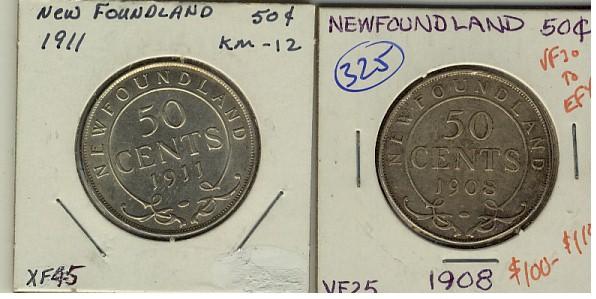 New Foundland 50¢
1911 KM-12
NEWFOUNDLAND
50
CENTS
1911
XF45
NEWFOUNDLAND 50¢
325
VF30
TO
NEWFOUNDLAND
50
CENTS
1908
VF25 1908 $100-